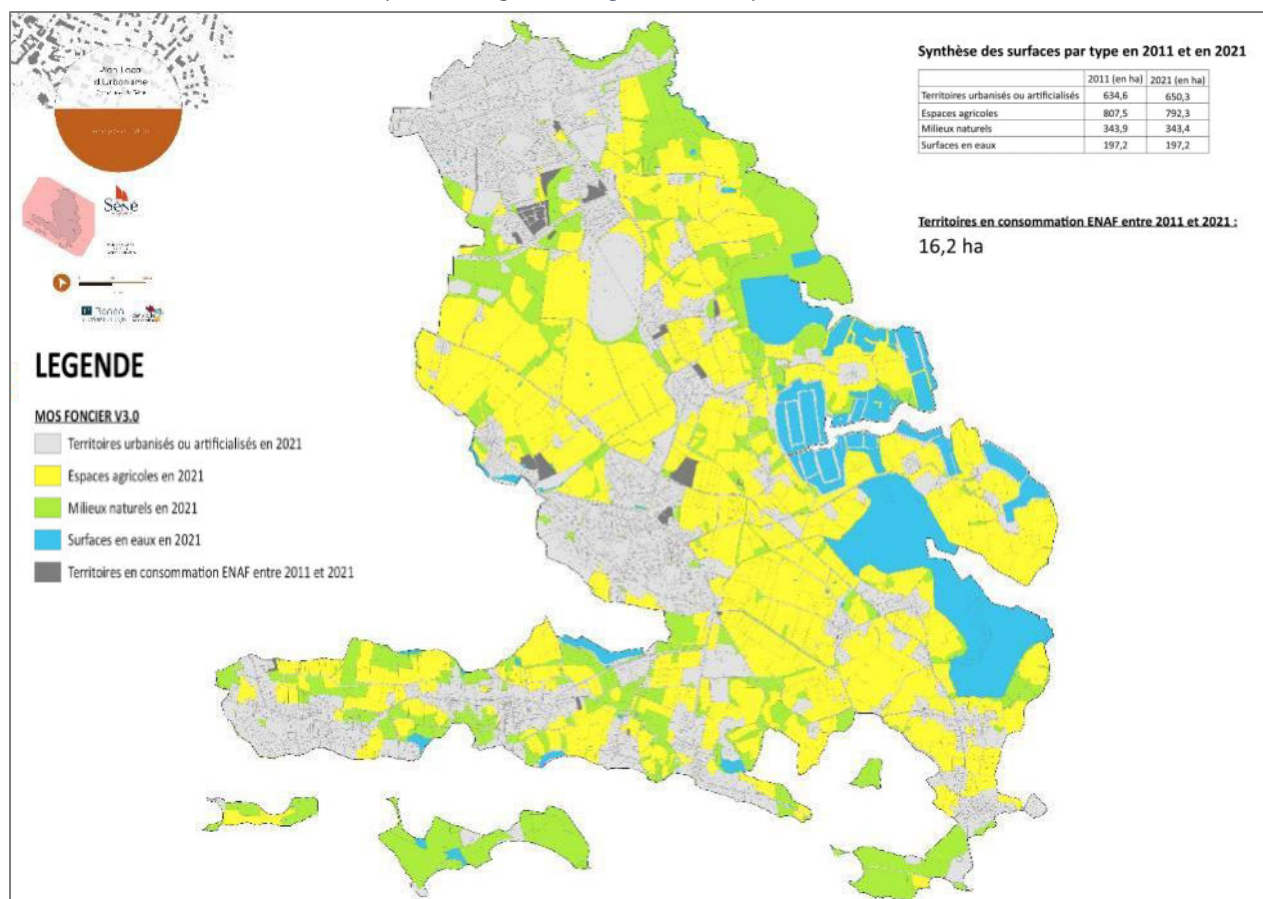 Plan Local
d'Urbanisme
Séné
Synthèse des surfaces par type en 2011 et en 2021
2011 (en ha) 2021 (en ha)
Territoires urbanisés ou artificialisés 634,6 650,3
Espaces agricoles 807,5 792,3
Milieux naturels 343,9 343,4
Surfaces en eaux 197,2 197,2
Territoires en consommation ENAF entre 2011 et 2021 :
16,2 ha
LEGENDE
MOS FONCIER V3.0
Territoires urbanisés ou artificialisés en 2021
Espaces agricoles en 2021
Milieux naturels en 2021
Surfaces en eaux en 2021
Territoires en consommation ENAF entre 2011 et 2021